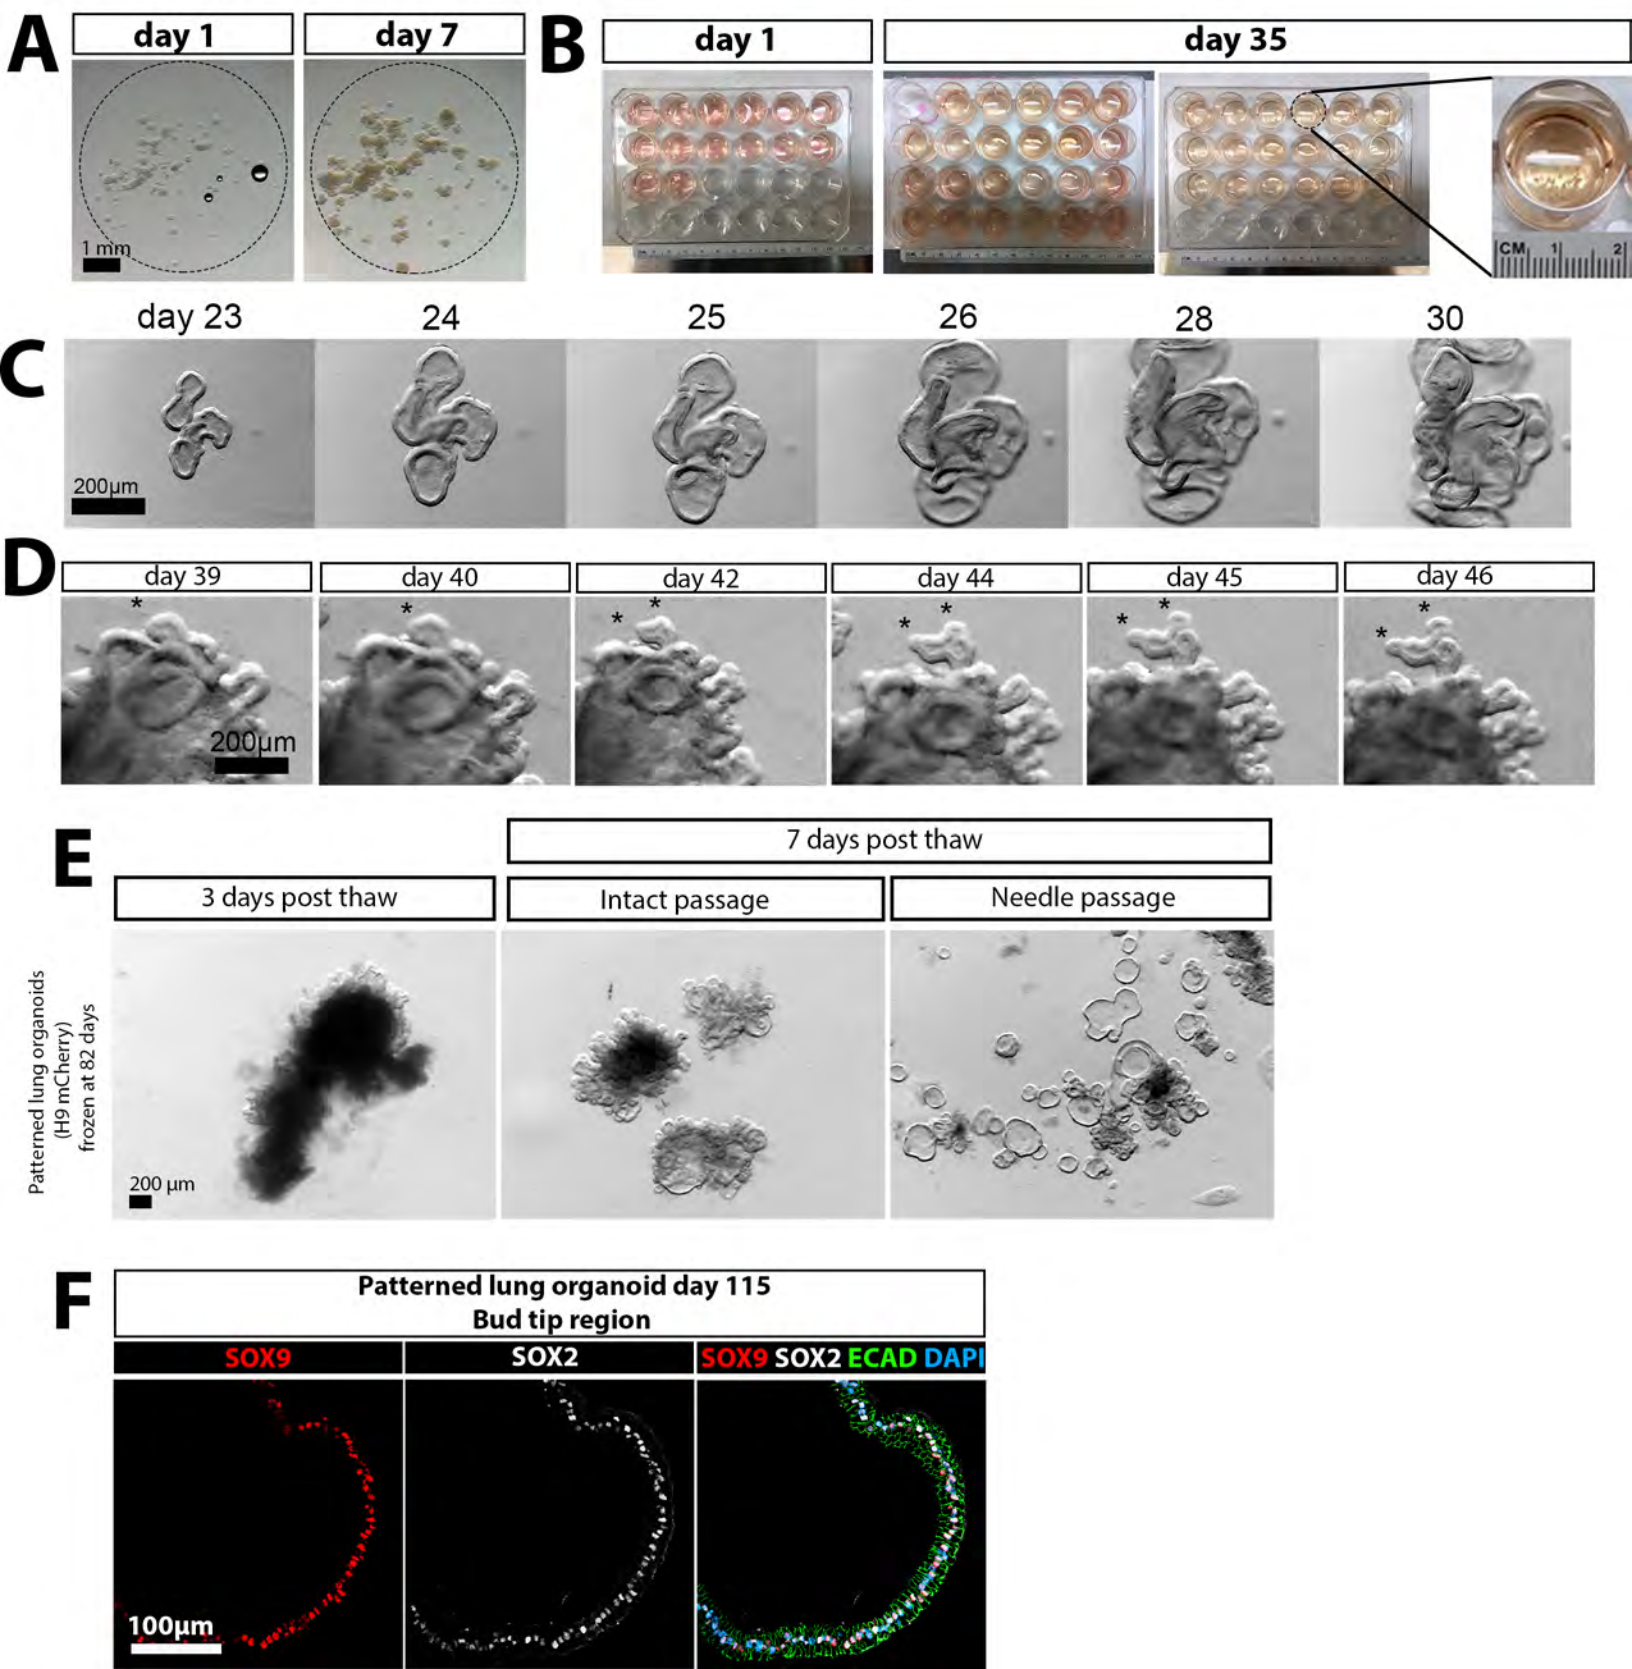 A
day 1
day 7
1 mm
B
day 1
day 35
CM 1 2
C
day 23
24
25
26
28
30
200µm
D
day 39
day 40
day 42
day 44
day 45
day 46
*
*
* *
* *
* *
* *
200µm
E
7 days post thaw
3 days post thaw
Intact passage
Needle passage
Patterned lung organoids
(H9 mCherry)
frozen at 82 days
200 µm
F
Patterned lung organoid day 115
Bud tip region
SOX9
SOX2
SOX9 SOX2 ECAD DAPI
100µm